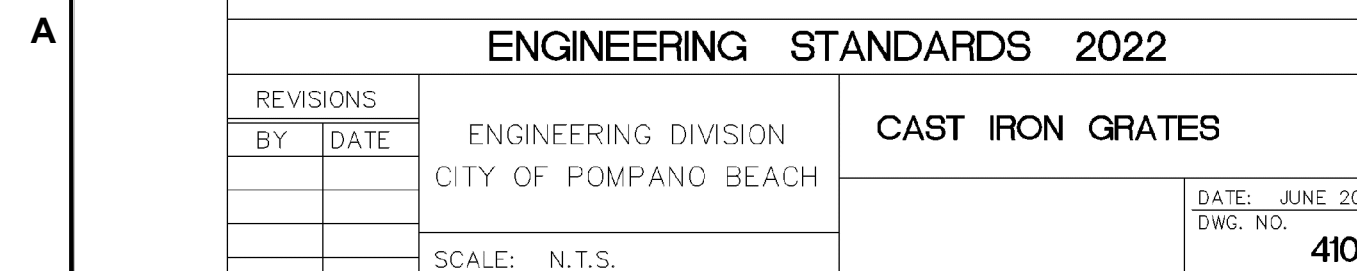 A
ENGINEERING STANDARDS 2022
REVISIONS
BY DATE
ENGINEERING DIVISION
CITY OF POMPANO BEACH
SCALE: N.T.S.
CAST IRON GRATES
DATE: JUNE
DWG. NO.